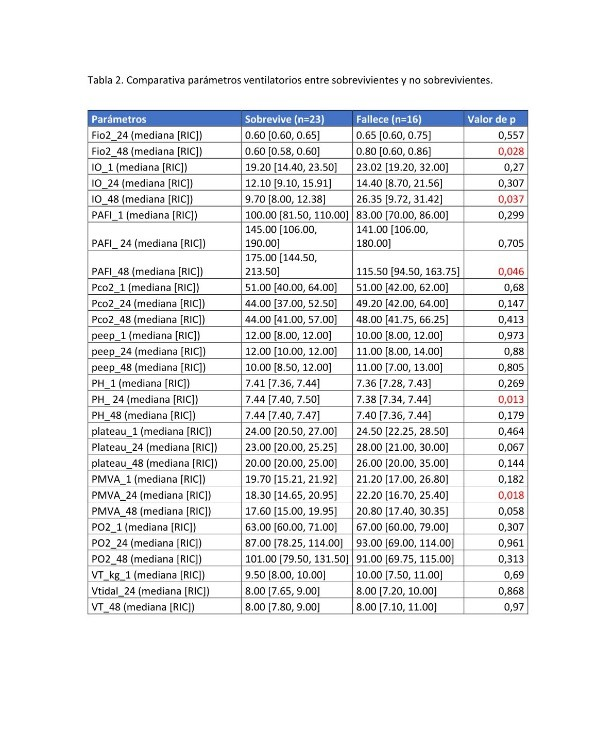 Tabla 2. Comparativa parámetros ventilatorios entre sobrevivientes y no sobrevivientes.
Parámetros Sobrevive (n=23) Fallece (n=16) Valor de p
Fio2_24 (mediana [RIC]) 0.60 [0.60, 0.65] 0.65 [0.60, 0.75] 0,557
Fio2_48 (mediana [RIC]) 0.60 [0.58, 0.60] 0.80 [0.60, 0.86] 0,028
IO_1 (mediana [RIC]) 19.20 [14.40, 23.50] 23.02 [19.20, 32.00] 0,27
IO_24 (mediana [RIC]) 12.10 [9.10, 15.91] 14.40 [8.70, 21.56] 0,307
IO_48 (mediana [RIC]) 9.70 [8.00, 12.38] 26.35 [9.72, 31.42] 0,037
PAFI_1 (mediana [RIC]) 100.00 [81.50, 110.00] 83.00 [70.00, 86.00] 0,299
145.00 [106.00, 141.00 [106.00,
PAFI_ 24 (mediana [RIC]) 190.00] 180.00] 0,705
175.00 [144.50,
PAFI_48 (mediana [RIC]) 213.50] 115.50 [94.50, 163.75] 0,046
Pco2_1 (mediana [RIC]) 51.00 [40.00, 64.00] 51.00 [42.00, 62.00] 0,68
Pco2_24 (mediana [RIC]) 44.00 [37.00, 52.50] 49.20 [42.00, 64.00] 0,147
Pco2_48 (mediana [RIC]) 44.00 [41.00, 57.00] 48.00 [41.75, 66.25] 0,413
peep_1 (mediana [RIC]) 12.00 [8.00, 12.00] 10.00 [8.00, 12.00] 0,973
peep_24 (mediana [RIC]) 12.00 [10.00, 12.00] 11.00 [8.00, 14.00] 0,88
peep_48 (mediana [RIC]) 10.00 [8.50, 12.00] 11.00 [7.00, 13.00] 0,805
PH_1 (mediana [RIC]) 7.41 [7.36, 7.44] 7.36 [7.28, 7.43] 0,269
PH_ 24 (mediana [RIC]) 7.44 [7.40, 7.50] 7.38 [7.34, 7.44] 0,013
PH_48 (mediana [RIC]) 7.44 [7.40, 7.47] 7.40 [7.36, 7.44] 0,179
plateau_1 (mediana [RIC]) 24.00 [20.50, 27.00] 24.50 [22.25, 28.50] 0,464
Plateau_24 (mediana [RIC]) 23.00 [20.00, 25.25] 28.00 [21.00, 30.00] 0,067
plateau_48 (mediana [RIC]) 20.00 [20.00, 25.00] 26.00 [20.00, 35.00] 0,144
PMVA_1 (mediana [RIC]) 19.70 [15.21, 21.92] 21.20 [17.00, 26.80] 0,182
PMVA_24 (mediana [RIC]) 18.30 [14.65, 20.95] 22.20 [16.70, 25.40] 0,018
PMVA_48 (mediana [RIC]) 17.60 [15.00, 19.95] 20.80 [17.40, 30.35] 0,058
PO2_1 (mediana [RIC]) 63.00 [60.00, 71.00] 67.00 [60.00, 79.00] 0,307
PO2_24 (mediana [RIC]) 87.00 [78.25, 114.00] 93.00 [69.00, 114.00] 0,961
PO2_48 (mediana [RIC]) 101.00 [79.50, 131.50] 91.00 [69.75, 115.00] 0,313
VT_kg_1 (mediana [RIC]) 9.50 [8.00, 10.00] 10.00 [7.50, 11.00] 0,69
Vtidal_24 (mediana [RIC]) 8.00 [7.65, 9.00] 8.00 [7.20, 10.00] 0,868
VT_48 (mediana [RIC]) 8.00 [7.80, 9.00] 8.00 [7.10, 11.00] 0,97